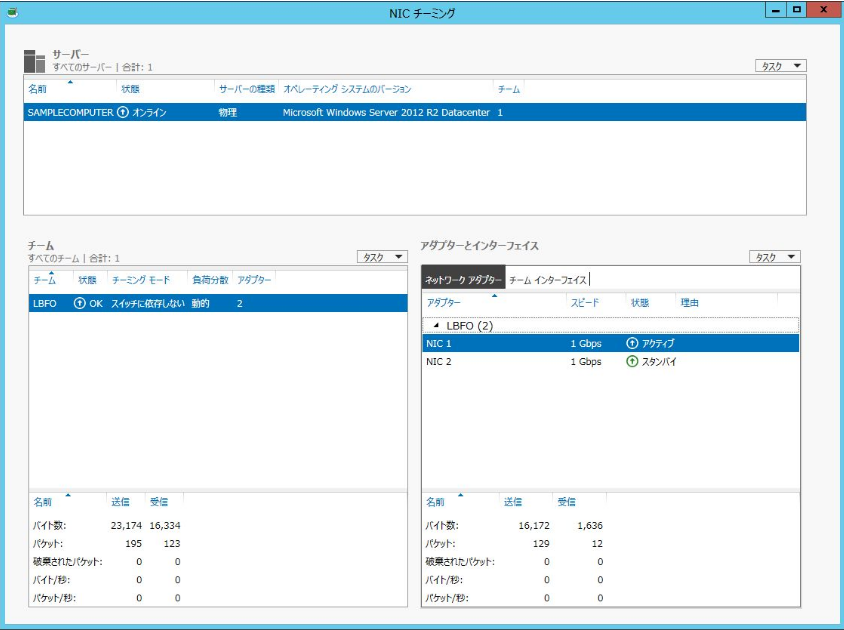 NIC チーミング
サーバー
すべてのサーバー | 合計: 1
タスク
名前 状態 サーバーの種類 オペレーティング システムのバージョン チーム
SAMPLECOMPUTER オンライン 物理 Microsoft Windows Server 2012 R2 Datacenter 1
チーム
すべてのチーム | 合計: 1
タスク
チーム 状態 チーミング モード 負荷分散 アダプター
LBFO OK スイッチに依存しない 動的 2
名前 送信 受信
バイト数: 23,174 16,334
パケット: 195 123
破棄されたパケット: 0 0
バイト/秒: 0 0
パケット/秒: 0 0
アダプターとインターフェイス
タスク
ネットワーク アダプター チーム インターフェイス
アダプター スピード 状態 理由
LBFO (2)
NIC 1 1 Gbps アクティブ
NIC 2 1 Gbps スタンバイ
名前 送信 受信
バイト数: 16,172 1,636
パケット: 129 12
破棄されたパケット: 0 0
バイト/秒: 0 0
パケット/秒: 0 0